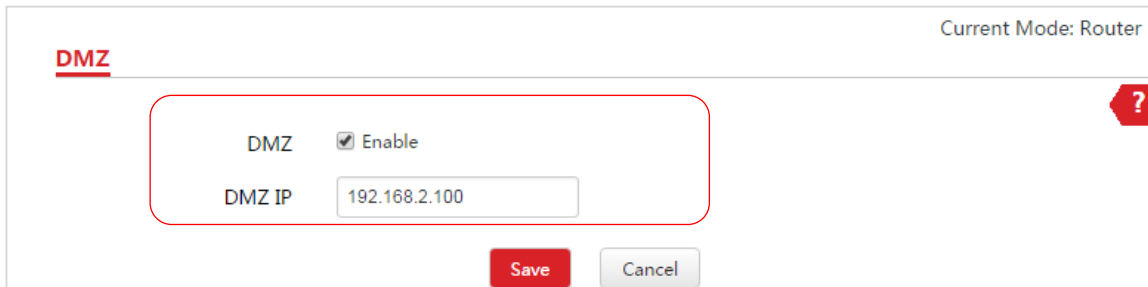 Current Mode: Router
DMZ
?
DMZ Enable
DMZ IP 192.168.2.100
Save Cancel